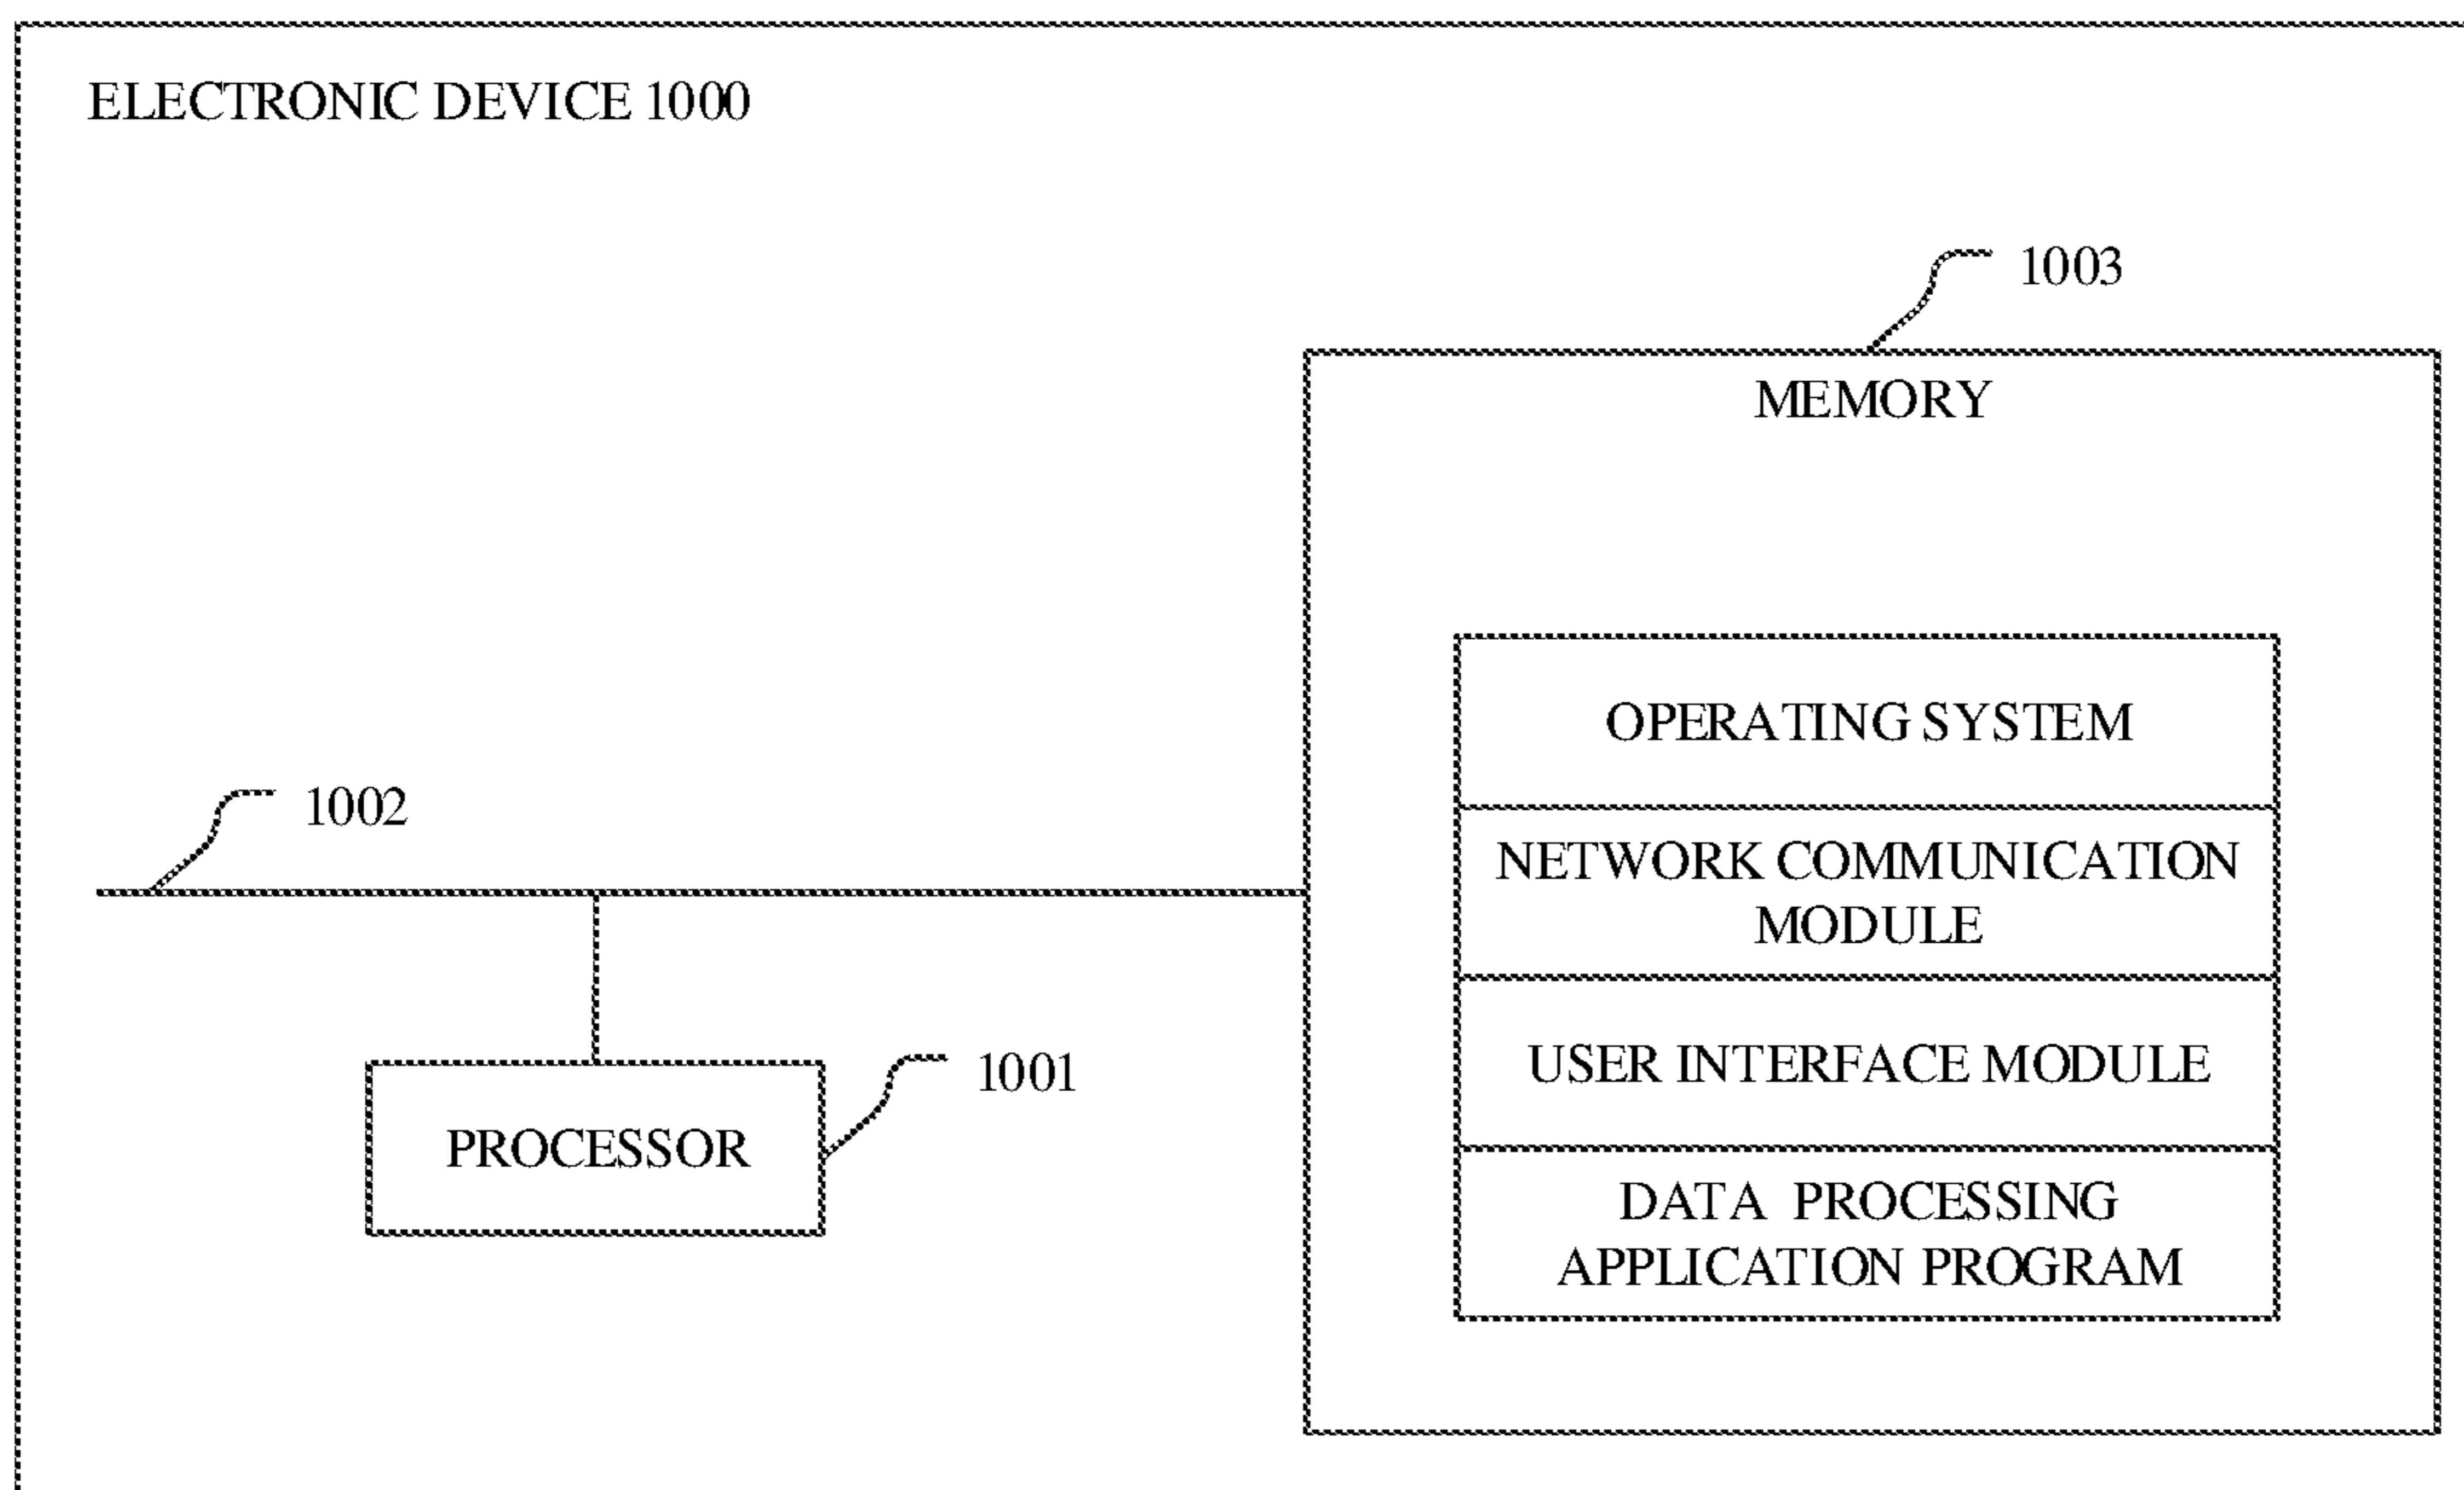 ELECTRONIC DEVICE 1000
1003
MEMORY
OPERATING SYSTEM
1002
NETWORK COMMUNICATION
MODULE
USER INTERFACE MODULE
1001
PROCESSOR
DATA PROCESSING
APPLICATION PROGRAM